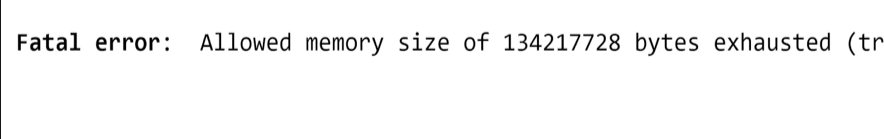 Fatal error: Allowed memory size of 134217728 bytes exhausted (tr